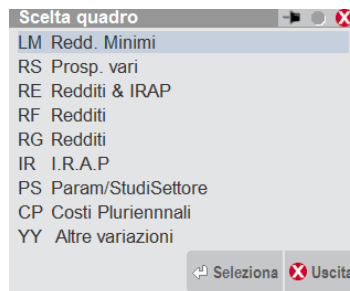 Scelta quadro
LM Redd. Minimi
RS Prosp. vari
RE Redditi & IRAP
RF Redditi
RG Redditi
IR I.R.A.P
PS Param/StudiSettore
CP Costi Pluriennnali
YY Altre variazioni
Seleziona Uscita